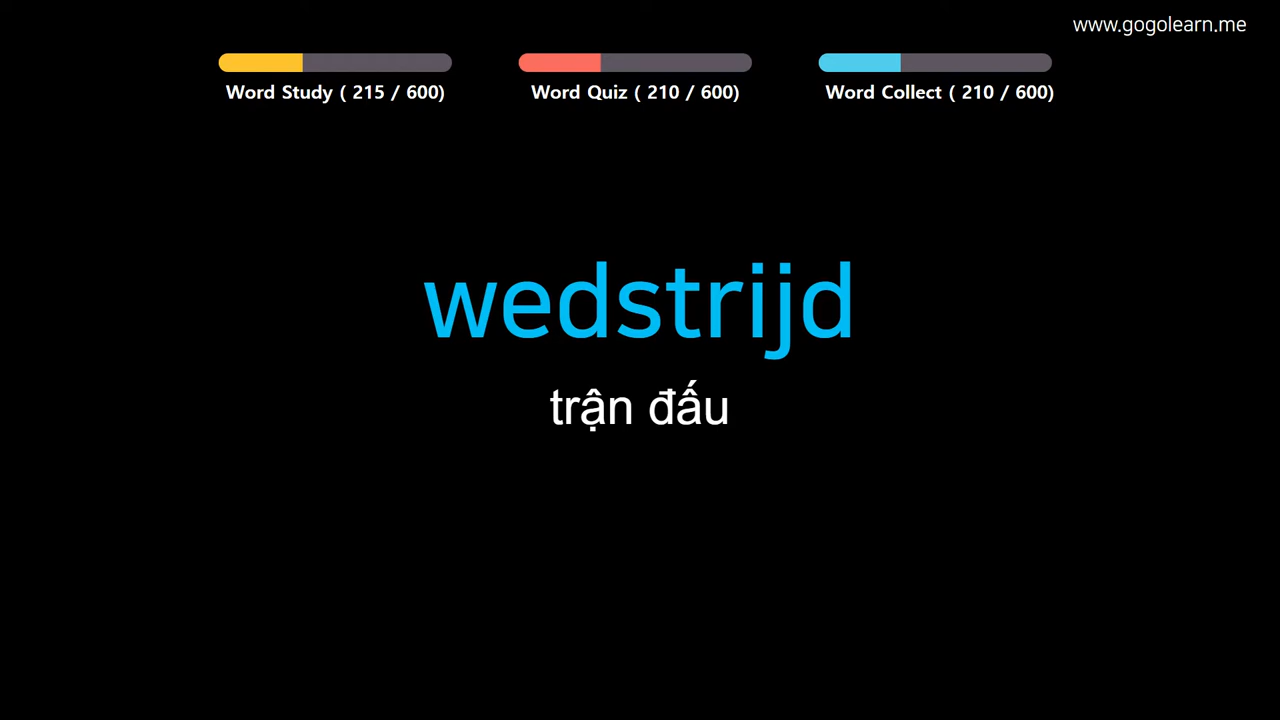 www.gogolearn.me
Word Study ( 215 / 600)
Word Quiz ( 210 / 600)
Word Collect ( 210 / 600)
wedstrijd
trận đấu